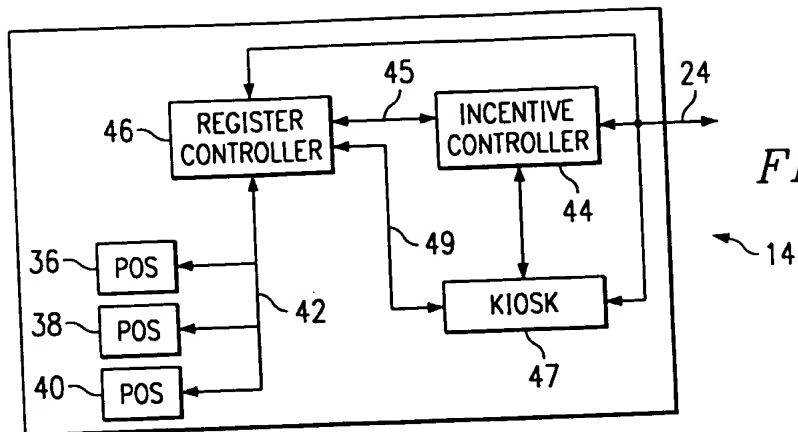 45
24
46
REGISTER
CONTROLLER
INCENTIVE
CONTROLLER
44
49
14
36
POS
42
KIOSK
38
POS
47
40
POS